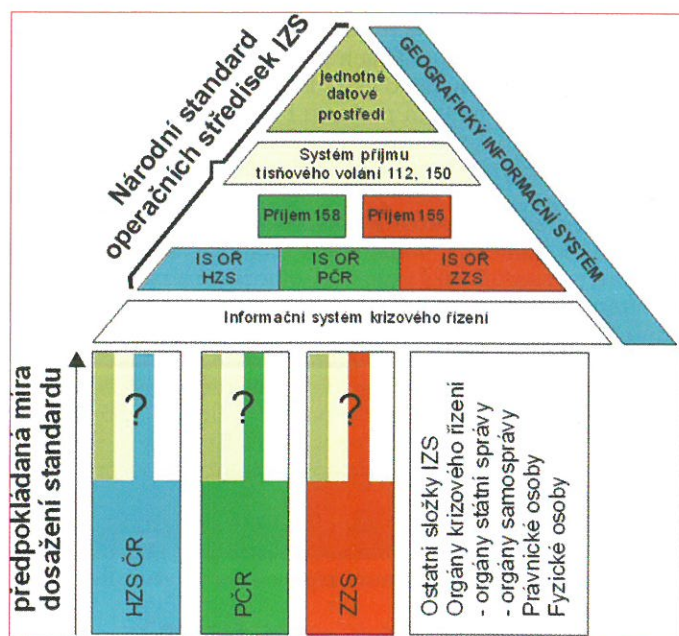 Národní standard
operačních středisek IZS
jednotné
datové
prostředí
GEOGRAFICKÝ INFORMAČNÍ SYSTÉM
Systém příjmu
tísňového volání 112, 150
Příjem 158
Příjem 155
IS OŘ
HZS
IS OŘ
PČR
IS OŘ
ZZS
Informační systém krizového řízení
předpokládaná míra
dosažení standardu
?
?
?
HZS ČR
PČR
ZZS
Ostatní složky IZS
Orgány krizového řízení
- orgány státní správy
- orgány samosprávy
Právnické osoby
Fyzické osoby